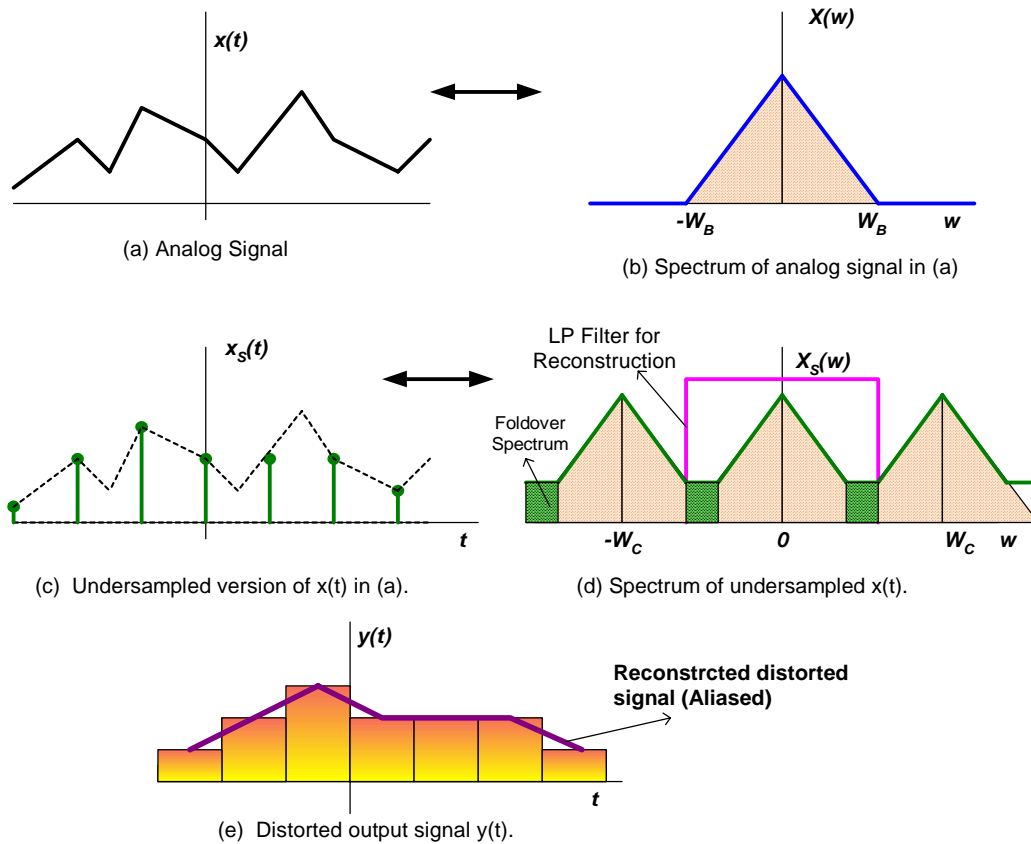 x(t)
X(w)
-W_B
W_B
w
(a) Analog Signal
(b) Spectrum of analog signal in (a)
x_S(t)
LP Filter for
Reconstruction
X_S(w)
Foldover
Spectrum
t
-W_C
0
W_C
w
(c) Undersampled version of x(t) in (a).
(d) Spectrum of undersampled x(t).
y(t)
Reconstrcted distorted
signal (Aliased)
t
(e) Distorted output signal y(t).